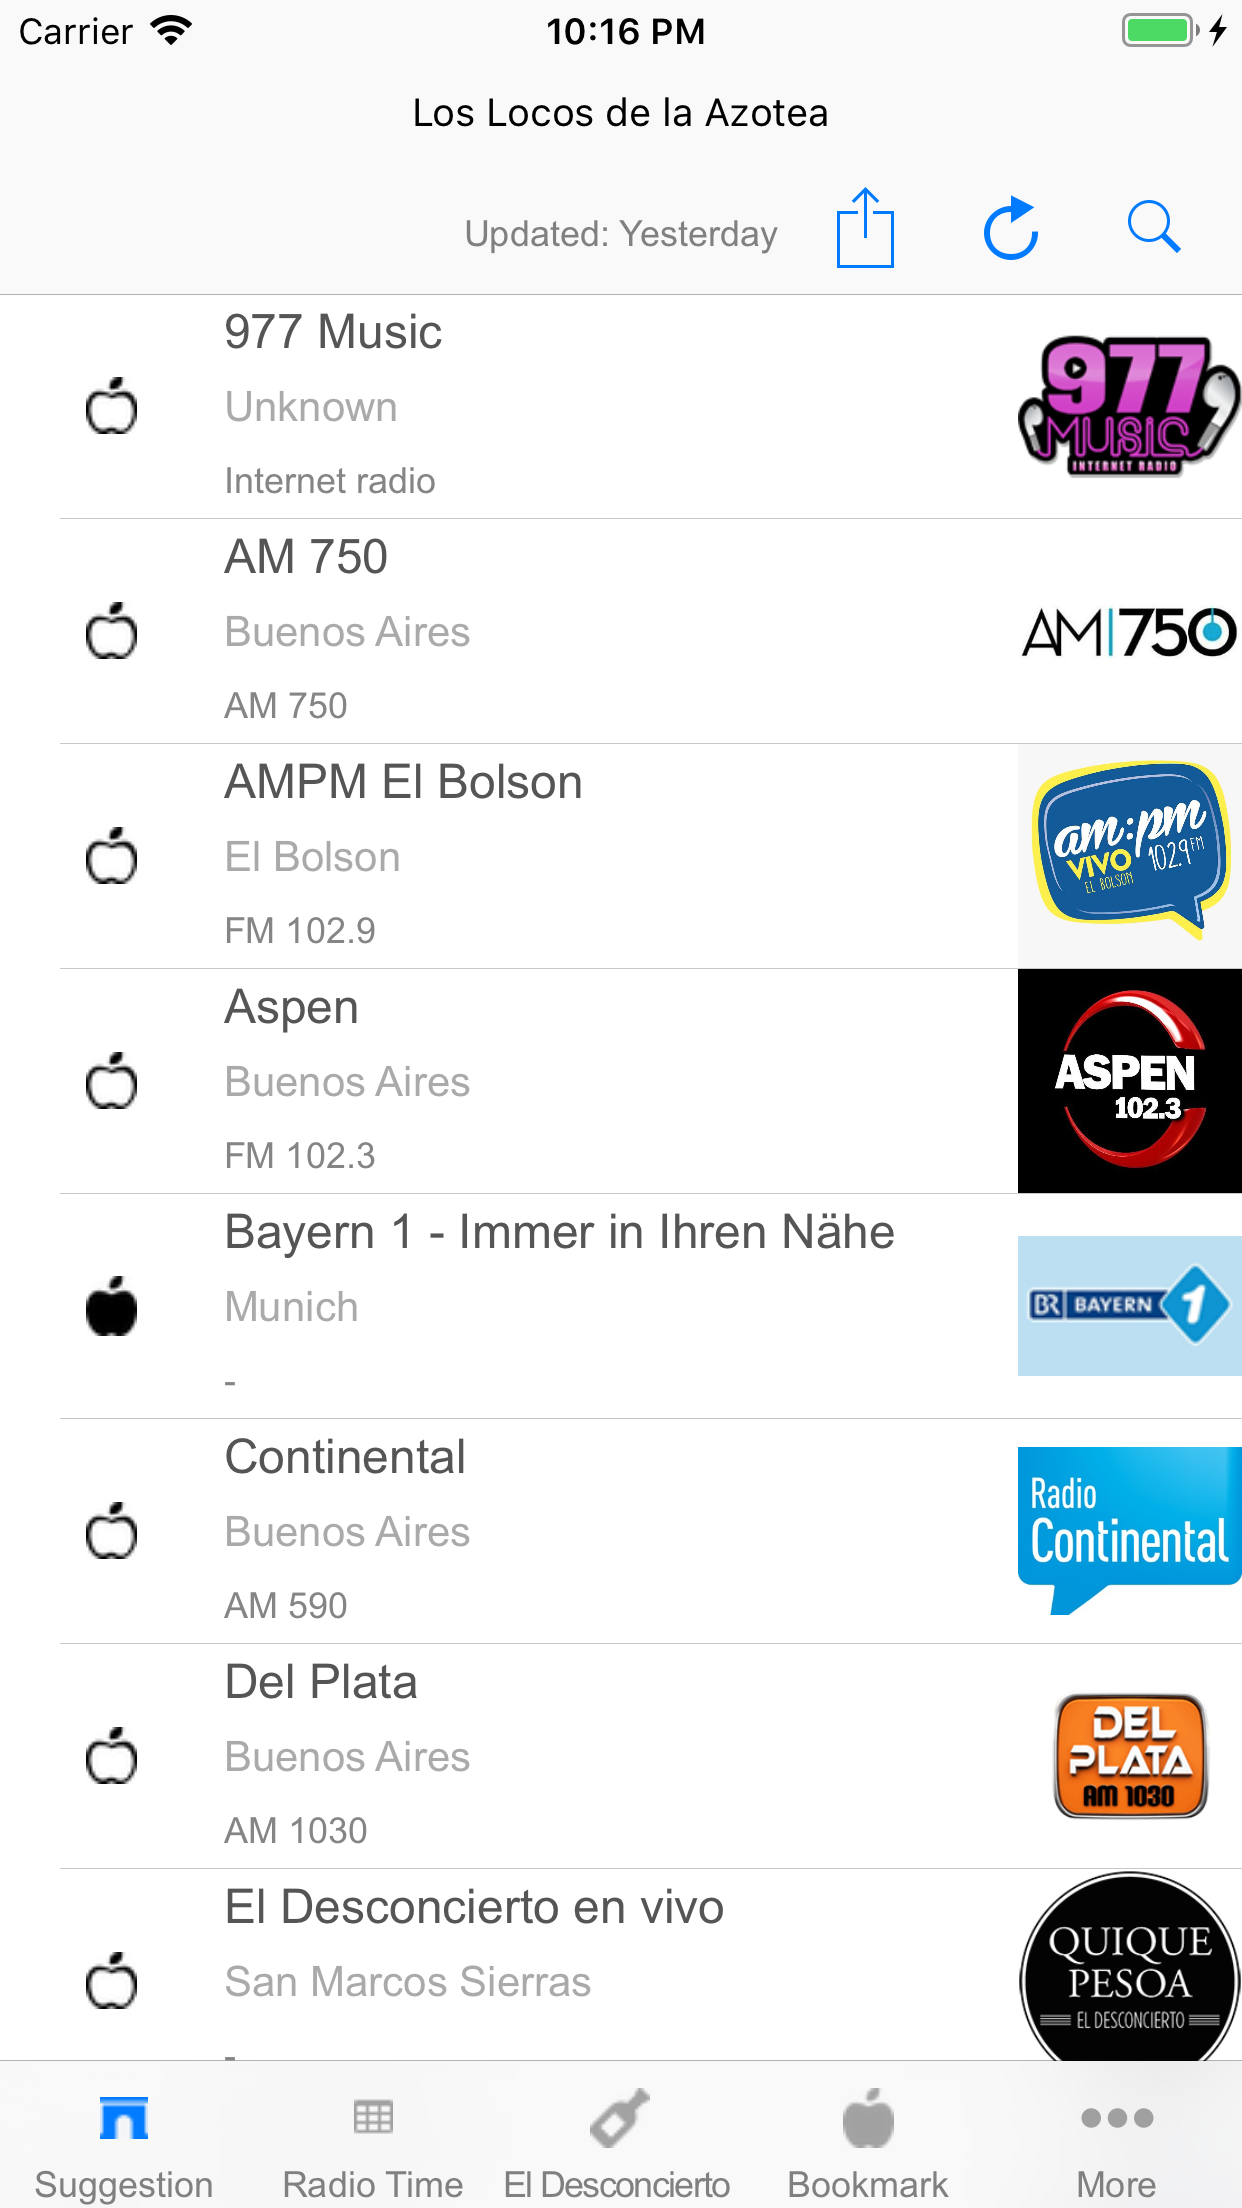 Carrier 10:16 PM
Los Locos de la Azotea
Updated: Yesterday
977 Music
Unknown
Internet radio
977
MUSIC
INTERNET RADIO
AM 750
Buenos Aires
AM 750
AM|750
AMPM El Bolson
El Bolson
FM 102.9
am:pm
VIVO 102.9 FM
EL BOLSON
Aspen
Buenos Aires
FM 102.3
ASPEN
102.3
Bayern 1 - Immer in Ihren Nähe
Munich
-
BR BAYERN 1
Continental
Buenos Aires
AM 590
Radio
Continental
Del Plata
Buenos Aires
AM 1030
DEL
PLATA
AM 1030
El Desconcierto en vivo
San Marcos Sierras
-
QUIQUE
PESOA
EL DESCONCIERTO
Suggestion Radio Time El Desconcierto Bookmark More